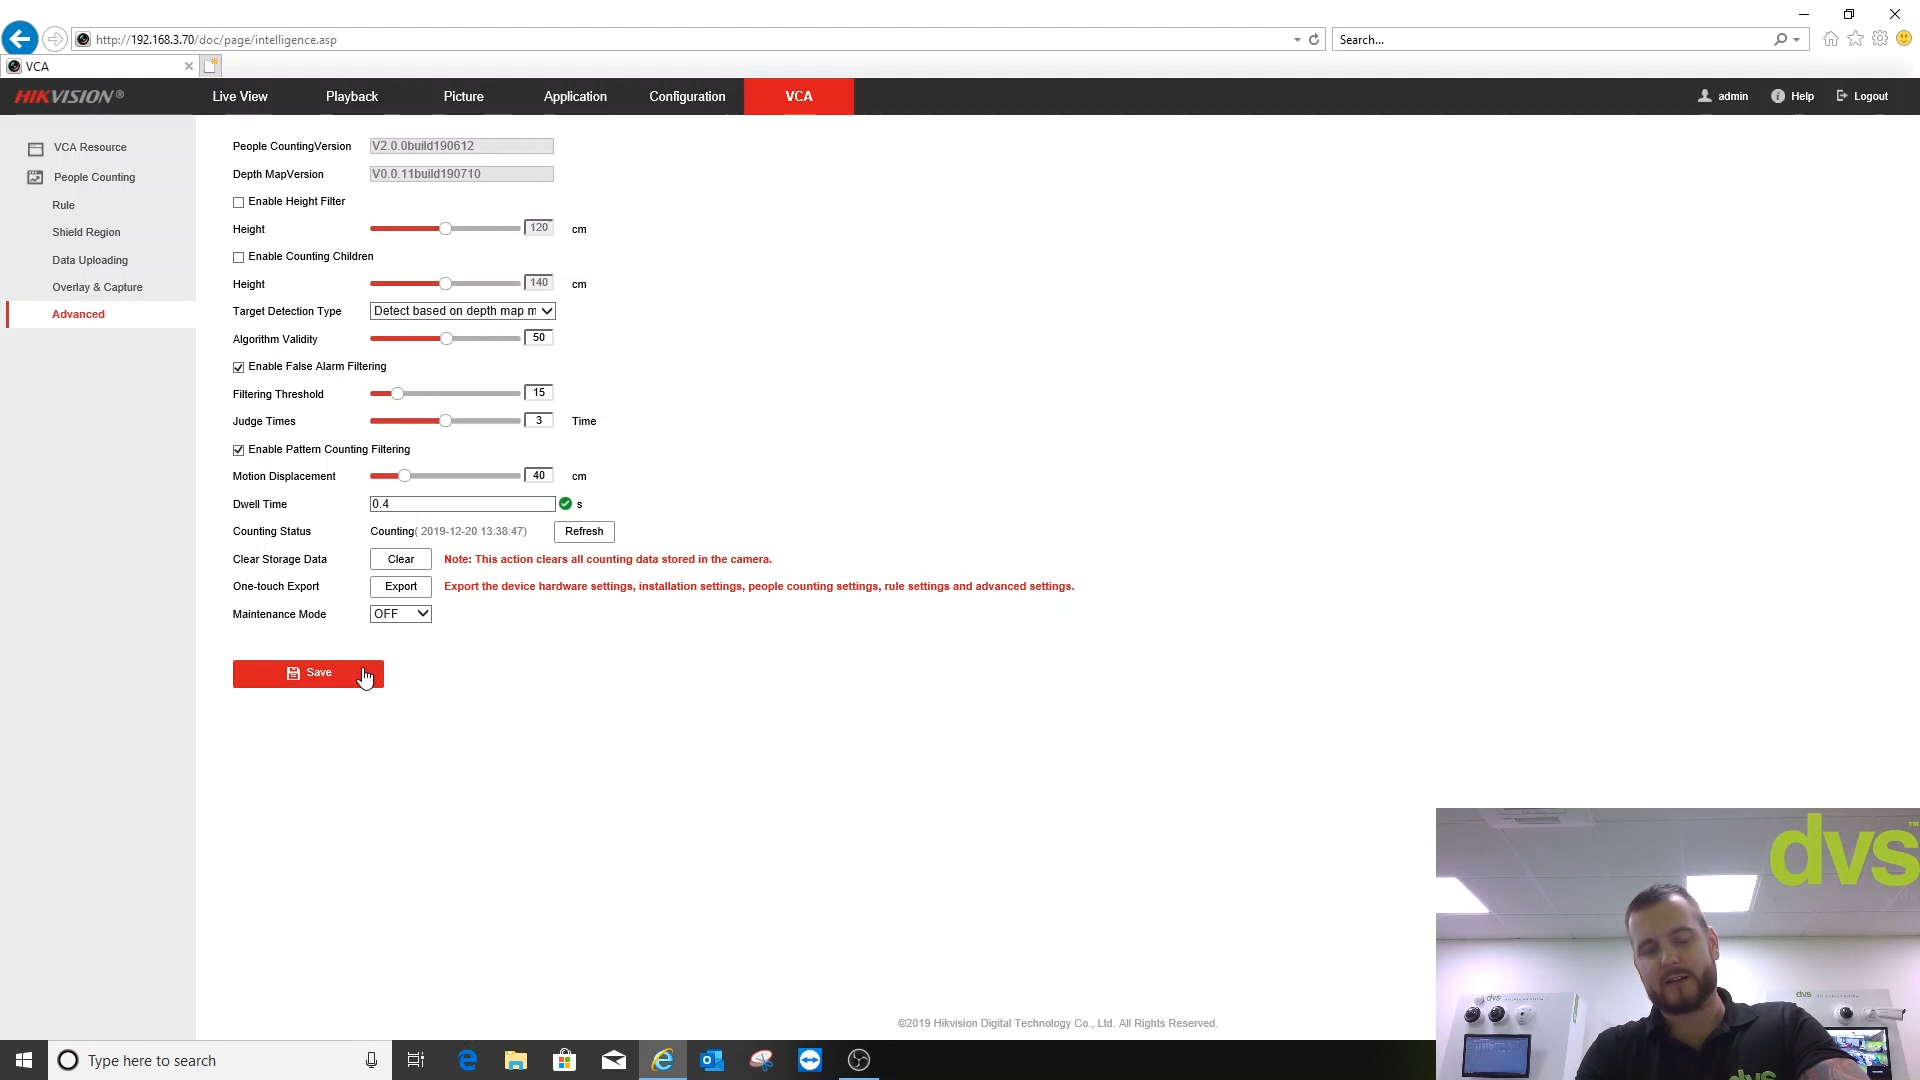 http://192.168.3.70/doc/page/intelligence.asp
Search...
VCA
HIKVISION®
Live View
Playback
Picture
Application
Configuration
VCA
admin
Help
Logout
VCA Resource
People Counting
Rule
Shield Region
Data Uploading
Overlay & Capture
Advanced
People CountingVersion V2.0.0build190612
Depth MapVersion V0.0.11build190710
Enable Height Filter
Height 120 cm
Enable Counting Children
Height 140 cm
Target Detection Type Detect based on depth map m
Algorithm Validity 50
Enable False Alarm Filtering
Filtering Threshold 15
Judge Times 3 Time
Enable Pattern Counting Filtering
Motion Displacement 40 cm
Dwell Time 0.4 s
Counting Status Counting( 2019-12-20 13:38:47) Refresh
Clear Storage Data Clear Note: This action clears all counting data stored in the camera.
One-touch Export Export Export the device hardware settings, installation settings, people counting settings, rule settings and advanced settings.
Maintenance Mode OFF
Save
dvs™
dvs
dvs
dvs
©2019 Hikvision Digital Technology Co., Ltd. All Rights Reserved.
Type here to search